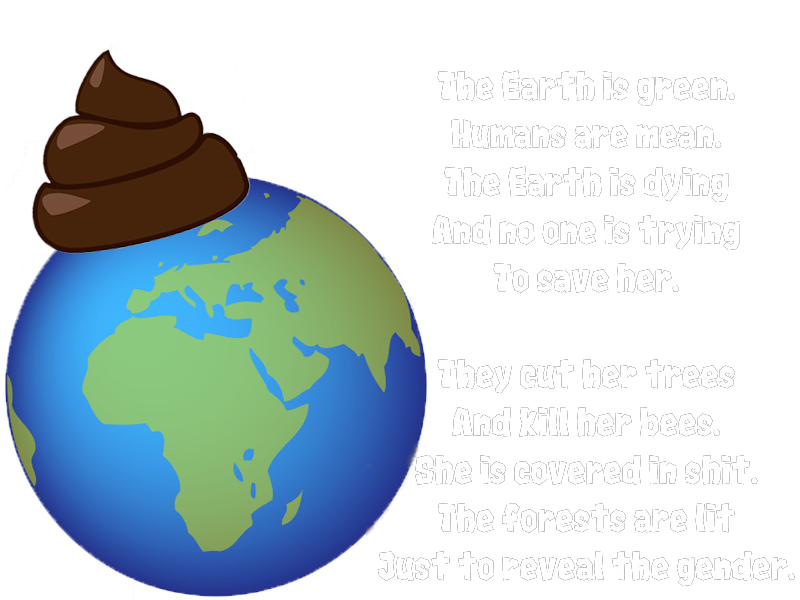 The Earth is green.
Humans are mean.
The Earth is dying
And no one is trying
To save her.
They cut her trees
And kill her bees.
She is covered in shit.
The forests are lit
Just to reveal the gender.